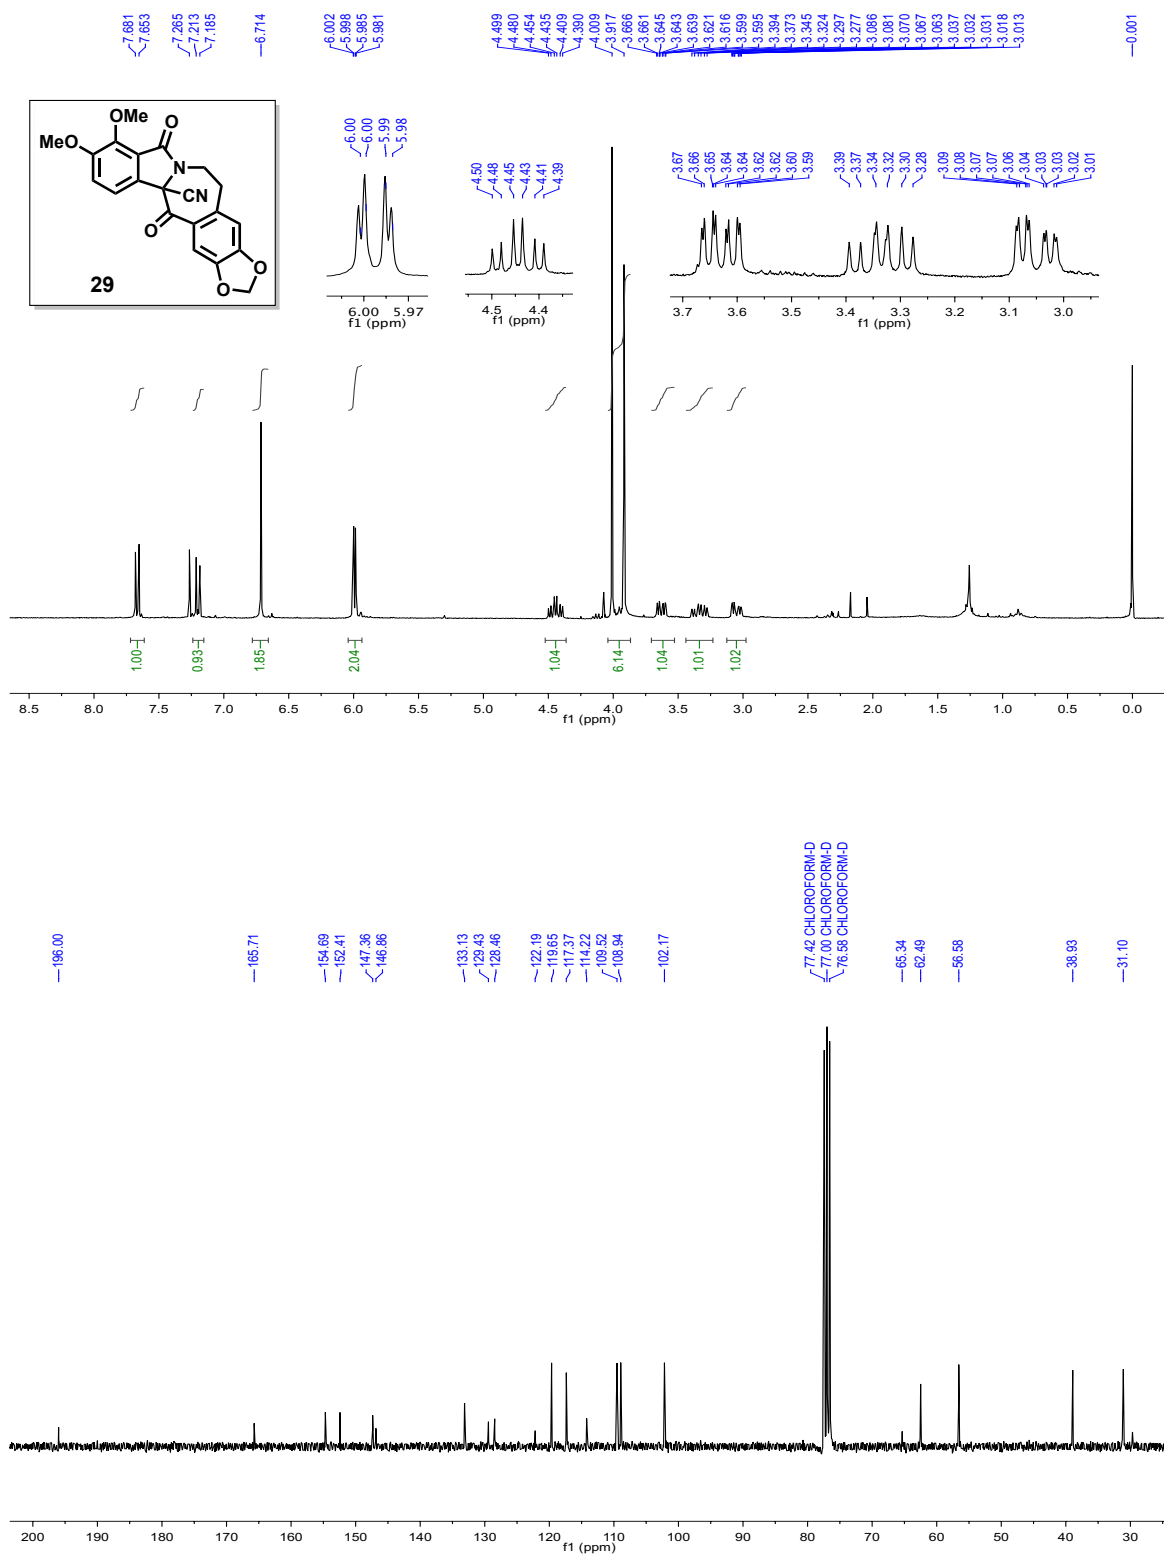 7.681 7.653 7.265 7.213 7.185 6.714 6.002 5.998 5.985 5.981 4.499 4.480 4.454 4.435 4.409 4.390 4.009 3.917 3.666 3.661 3.645 3.643 3.639 3.621 3.616 3.599 3.595 3.394 3.373 3.345 3.324 3.297 3.277 3.086 3.081 3.070 3.067 3.063 3.037 3.032 3.031 3.018 3.013 -0.001
OMe O
MeO N
CN
O
O
29 O
6.00 6.00 5.99 5.98
4.50 4.48 4.45 4.43 4.41 4.39
3.67 3.66 3.65 3.64 3.64 3.62 3.62 3.60 3.59 3.39 3.37 3.34 3.32 3.30 3.28 3.09 3.08 3.07 3.07 3.06 3.04 3.03 3.03 3.02 3.01
6.00 5.97
f1 (ppm)
4.5 4.4
f1 (ppm)
3.7 3.6 3.5 3.4 3.3 3.2 3.1 3.0
f1 (ppm)
1.00 0.93 1.85 2.04 1.04 6.14 1.04 1.01 1.02
8.5 8.0 7.5 7.0 6.5 6.0 5.5 5.0 4.5 4.0 3.5 3.0 2.5 2.0 1.5 1.0 0.5 0.0
f1 (ppm)
196.00 165.71 154.69 152.41 147.36 146.86 133.13 129.43 128.46 122.19 119.65 117.37 114.22 109.52 108.94 102.17 77.42 CHLOROFORM-D 77.00 CHLOROFORM-D 76.58 CHLOROFORM-D 65.34 62.49 56.58 38.93 31.10
200 190 180 170 160 150 140 130 120 110 100 90 80 70 60 50 40 30
f1 (ppm)